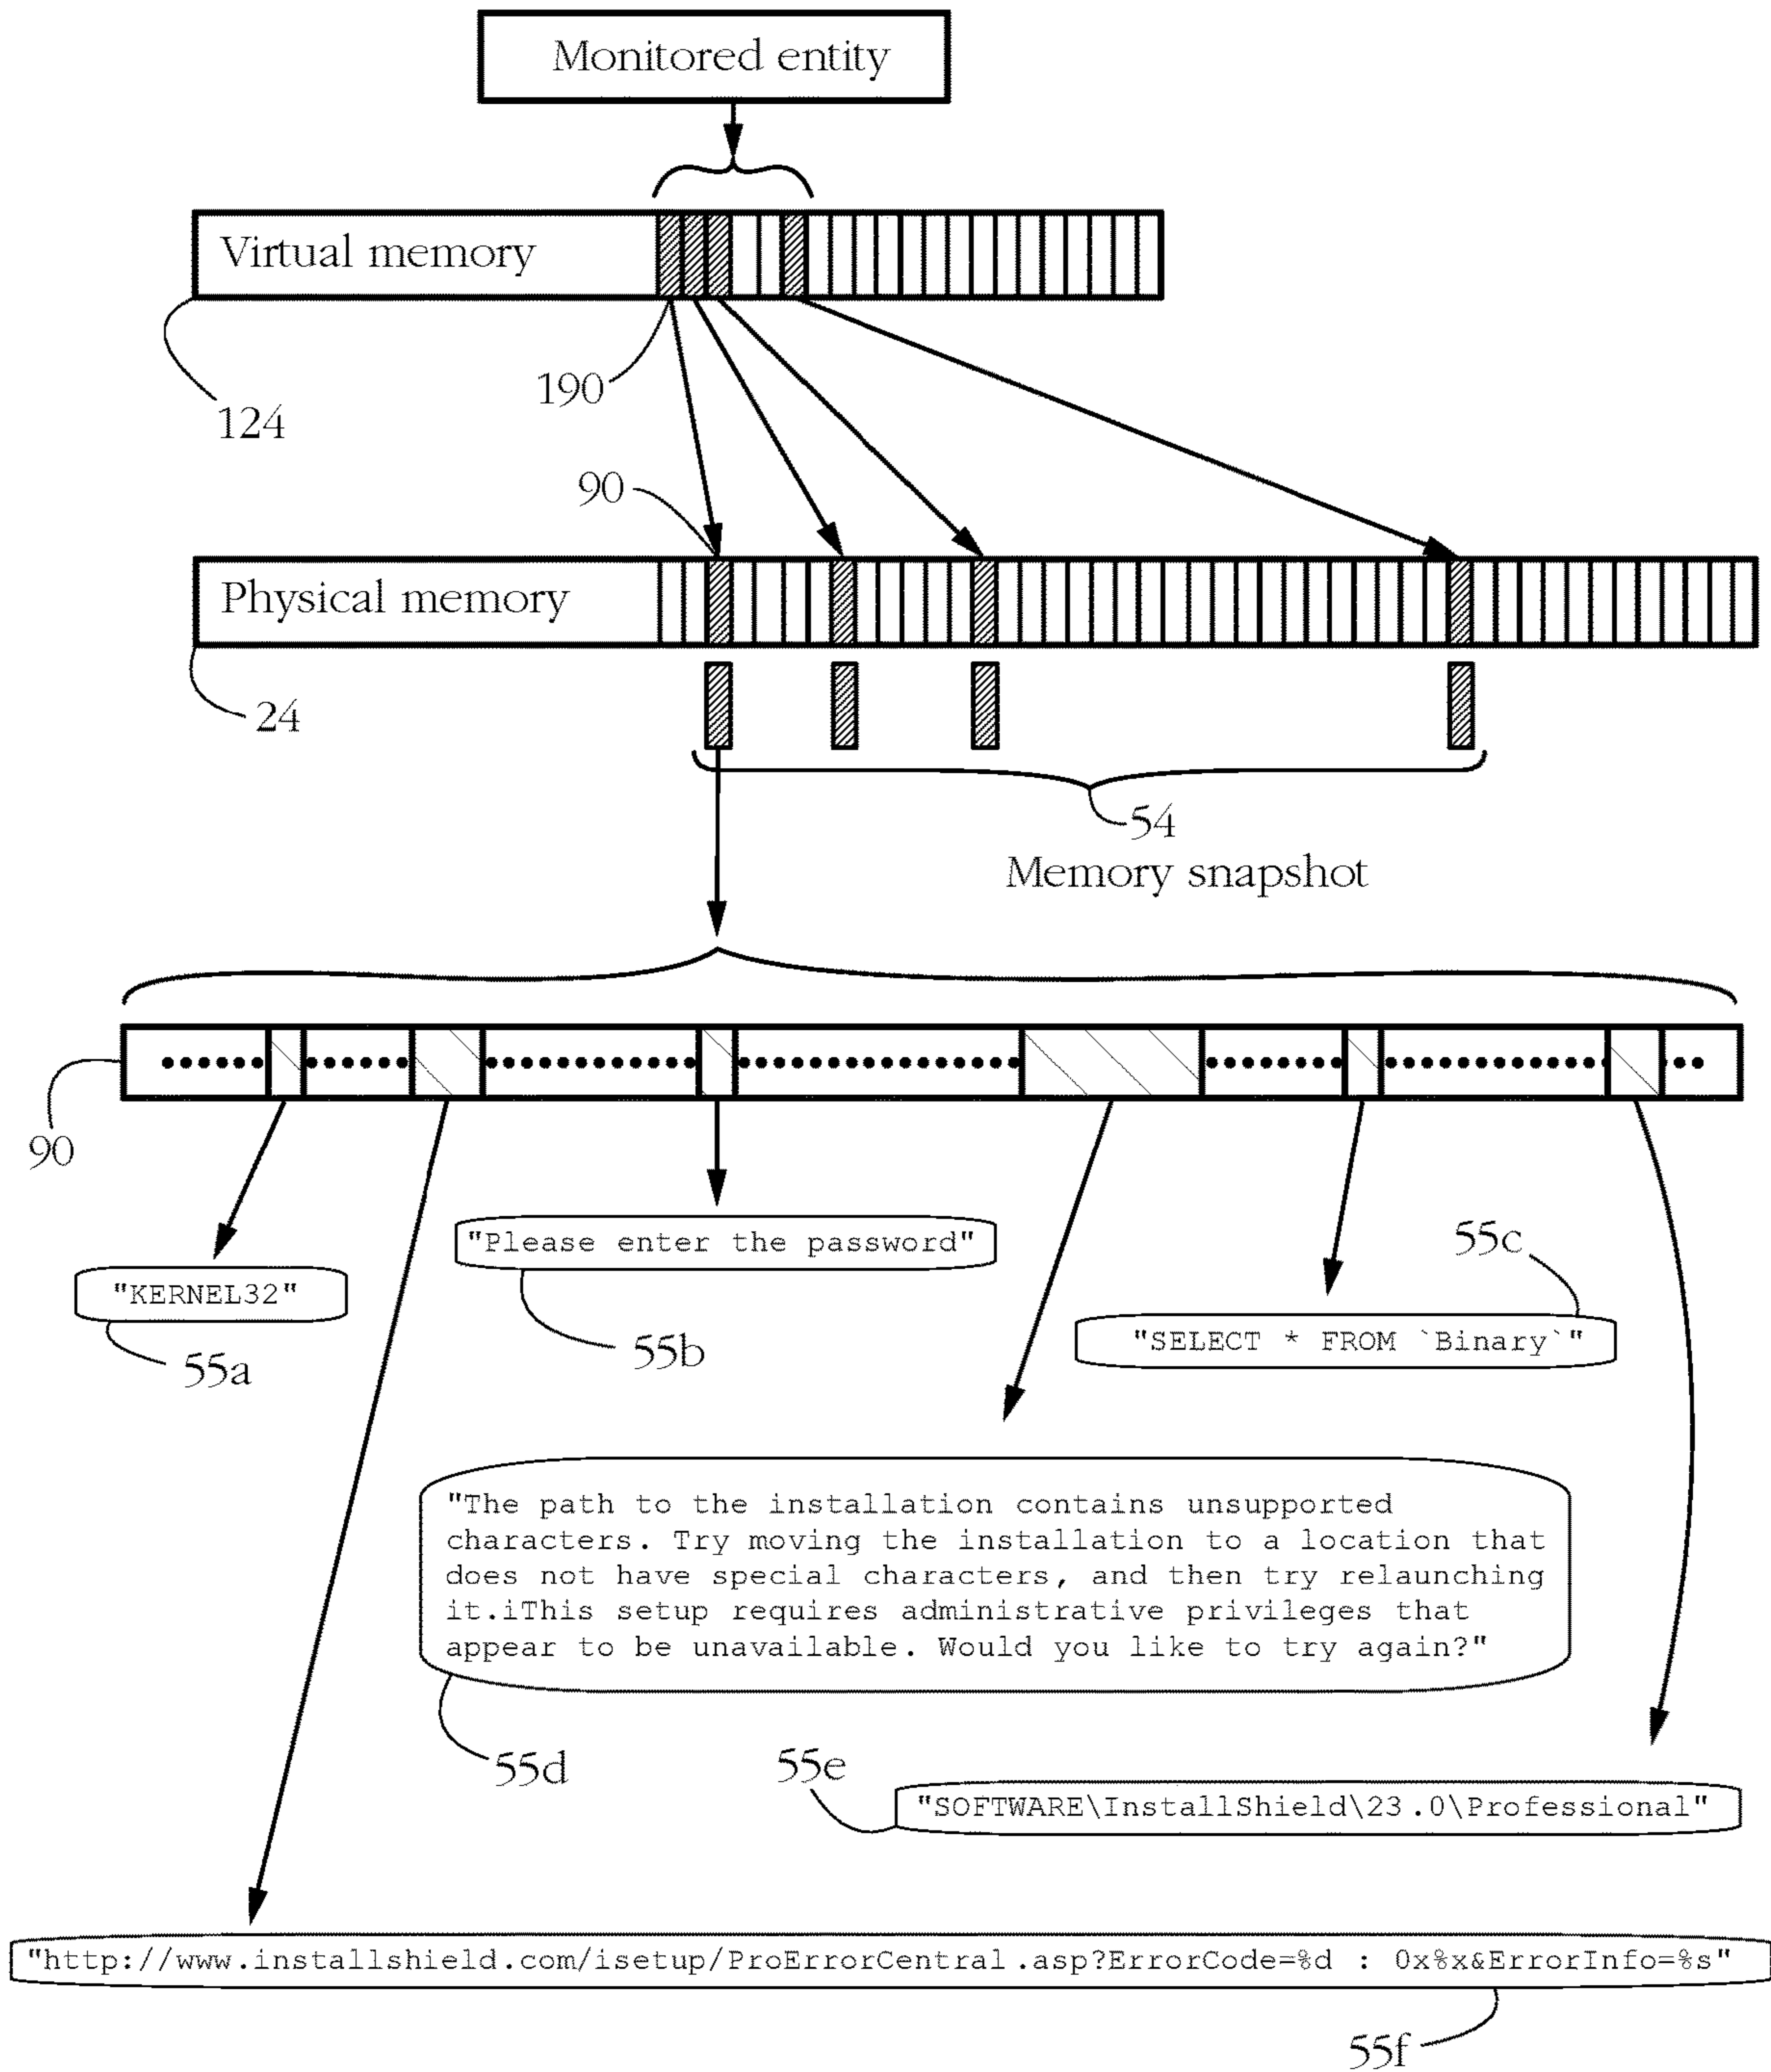 Monitored entity
Virtual memory
190
124
90
Physical memory
24
54
Memory snapshot
90
"Please enter the password"
55c
"KERNEL32"
"SELECT * FROM `Binary`"
55b
55a
"The path to the installation contains unsupported
characters. Try moving the installation to a location that
does not have special characters, and then try relaunching
it.iThis setup requires administrative privileges that
appear to be unavailable. Would you like to try again?"
55d
55e
"SOFTWARE\InstallShield\23.0\Professional"
"http://www.installshield.com/isetup/ProErrorCentral.asp?ErrorCode=%d : 0x%x&ErrorInfo=%s"
55f